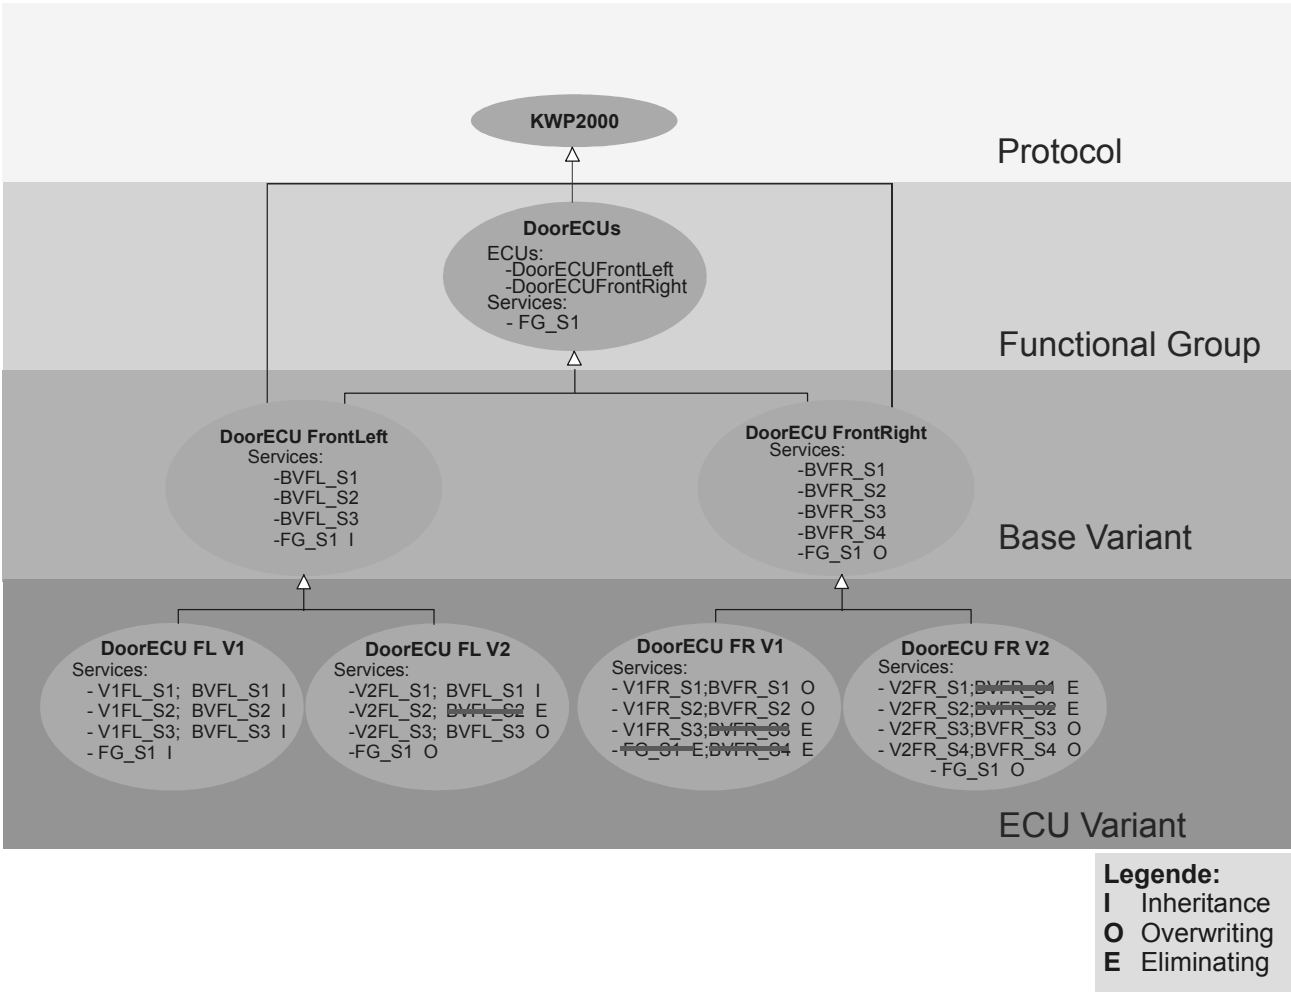 KWP2000
Protocol
DoorECUs
ECUs:
-DoorECUFrontLeft
-DoorECUFrontRight
Services:
- FG_S1
Functional Group
DoorECU FrontLeft
Services:
-BVFL_S1
-BVFL_S2
-BVFL_S3
-FG_S1 I
DoorECU FrontRight
Services:
-BVFR_S1
-BVFR_S2
-BVFR_S3
-BVFR_S4
-FG_S1 O
Base Variant
DoorECU FL V1
Services:
- V1FL_S1; BVFL_S1 I
- V1FL_S2; BVFL_S2 I
- V1FL_S3; BVFL_S3 I
- FG_S1 I
DoorECU FL V2
Services:
-V2FL_S1; BVFL_S1 I
-V2FL_S2; BVFL_S2 E
-V2FL_S3; BVFL_S3 O
-FG_S1 O
DoorECU FR V1
Services:
- V1FR_S1;BVFR_S1 O
- V1FR_S2;BVFR_S2 O
- V1FR_S3;BVFR_S3 E
- FG_S1 E;BVFR_S4 E
DoorECU FR V2
Services:
- V2FR_S1;BVFR_S1 E
- V2FR_S2;BVFR_S2 E
- V2FR_S3;BVFR_S3 O
- V2FR_S4;BVFR_S4 O
- FG_S1 O
ECU Variant
Legende:
I Inheritance
O Overwriting
E Eliminating